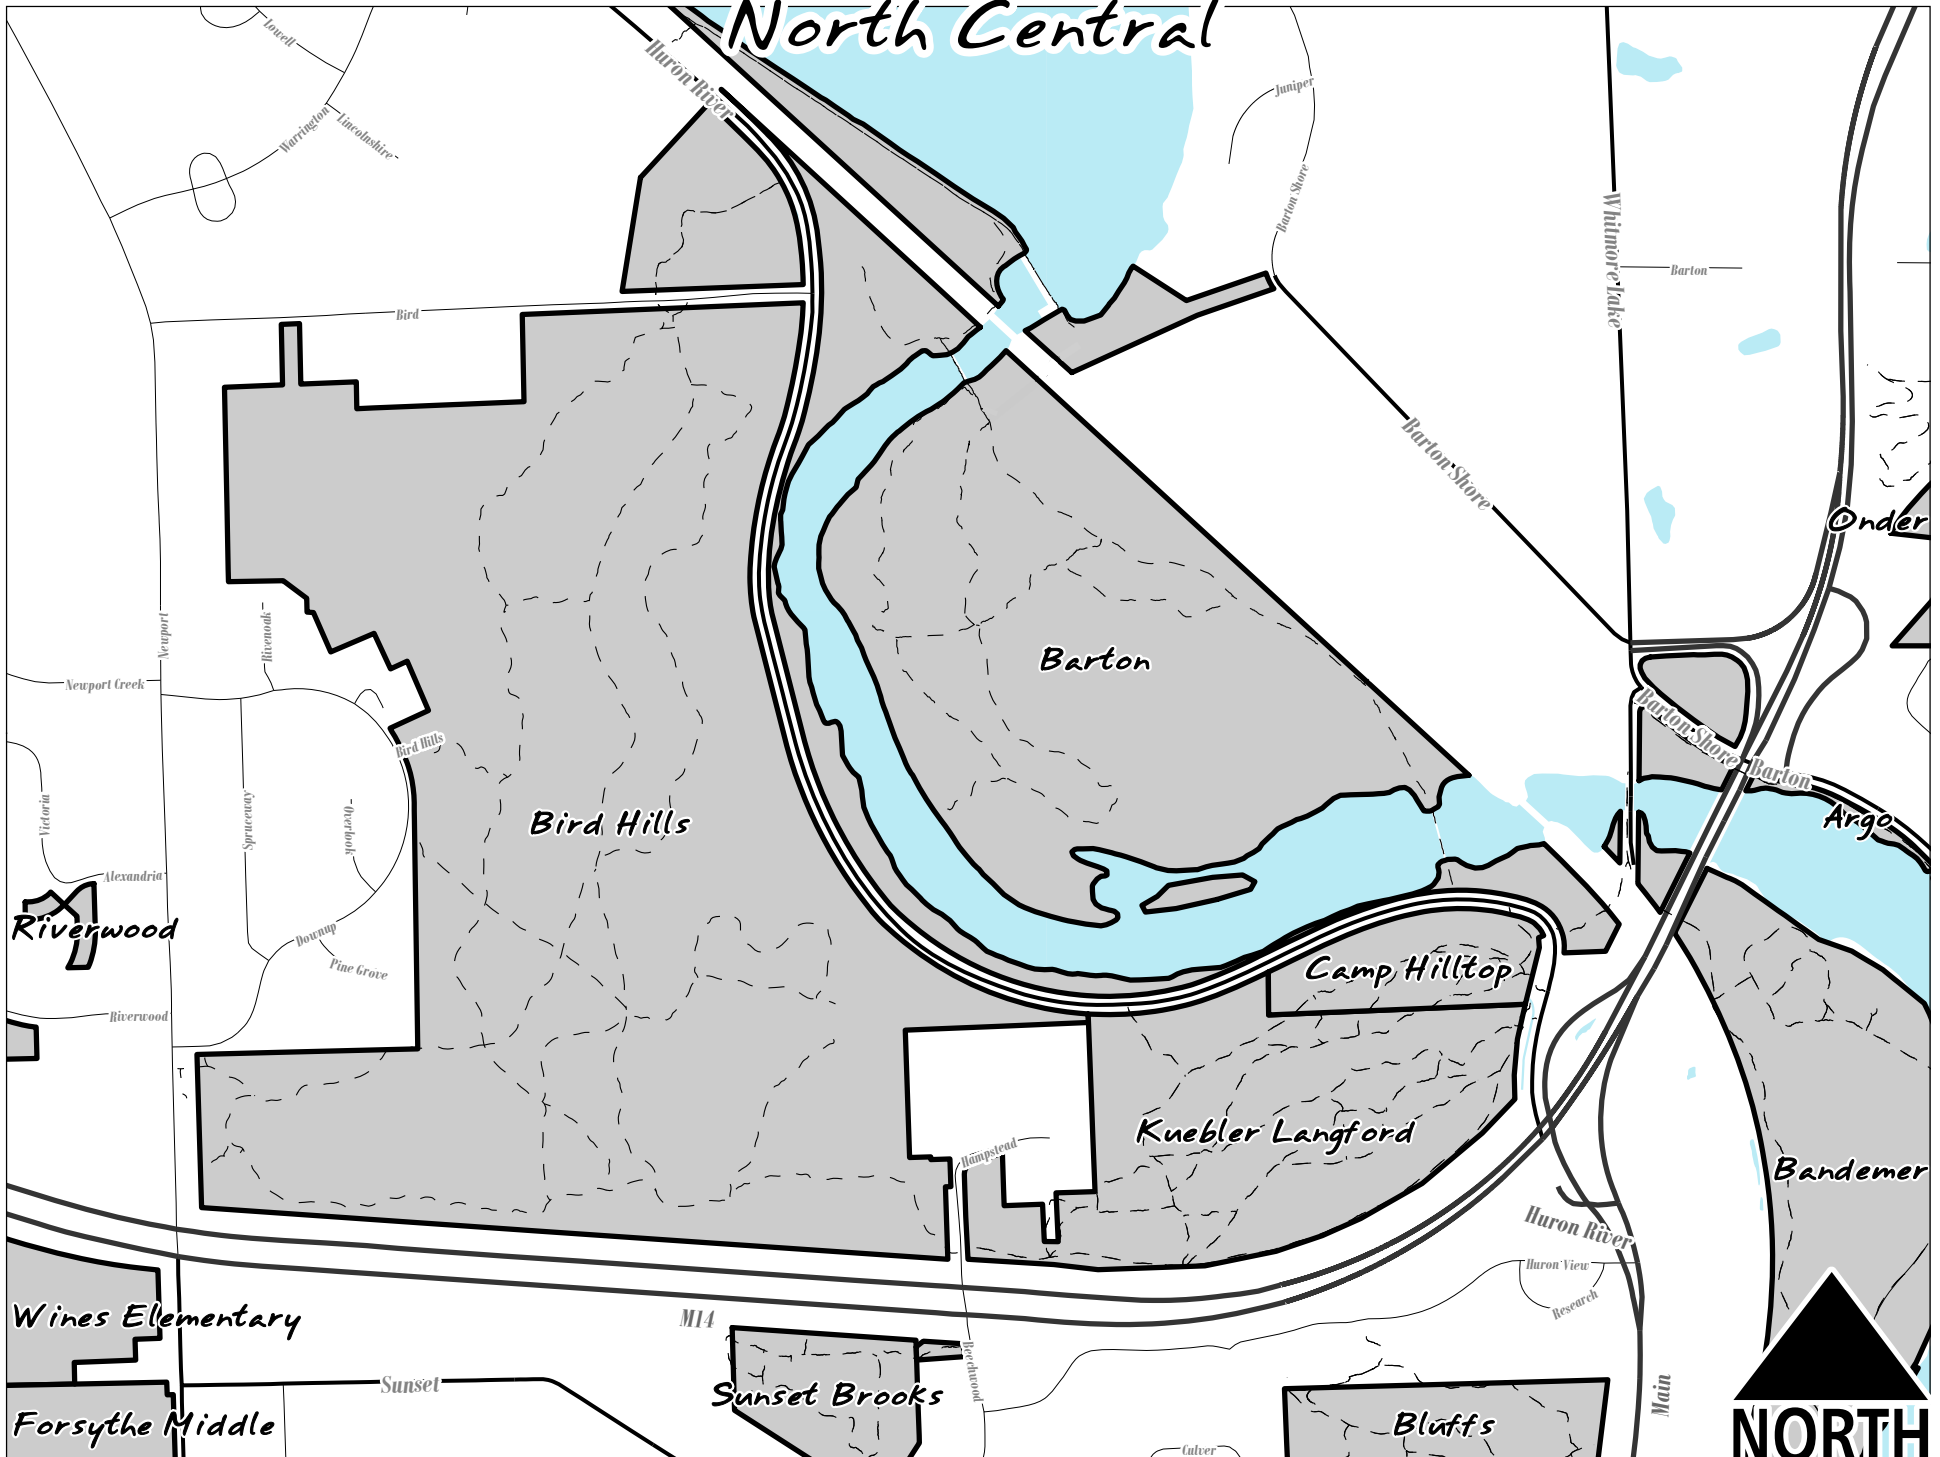 North Central
Lowell
Huron River
Juniper
Warrington
Lincolnshire
Barton Shore
Whitmore Lake
Barton
Bird
Barton Shore
Onder
Newport
Rivenoak
Barton
Newport Creek
Bird Hills
Barton Shore
Barton
Victoria
Spruceway
Overlook
Bird Hills
Argo
Alexandria
Riverwood
Downup
Pine Grove
Camp Hilltop
Riverwood
Kuebler Langford
Hampstead
Bandemer
Huron River
Huron View
Research
Wines Elementary
M14
Beechwood
Sunset
Sunset Brooks
Main
Forsythe Middle
Bluffs
Culver
NORTH